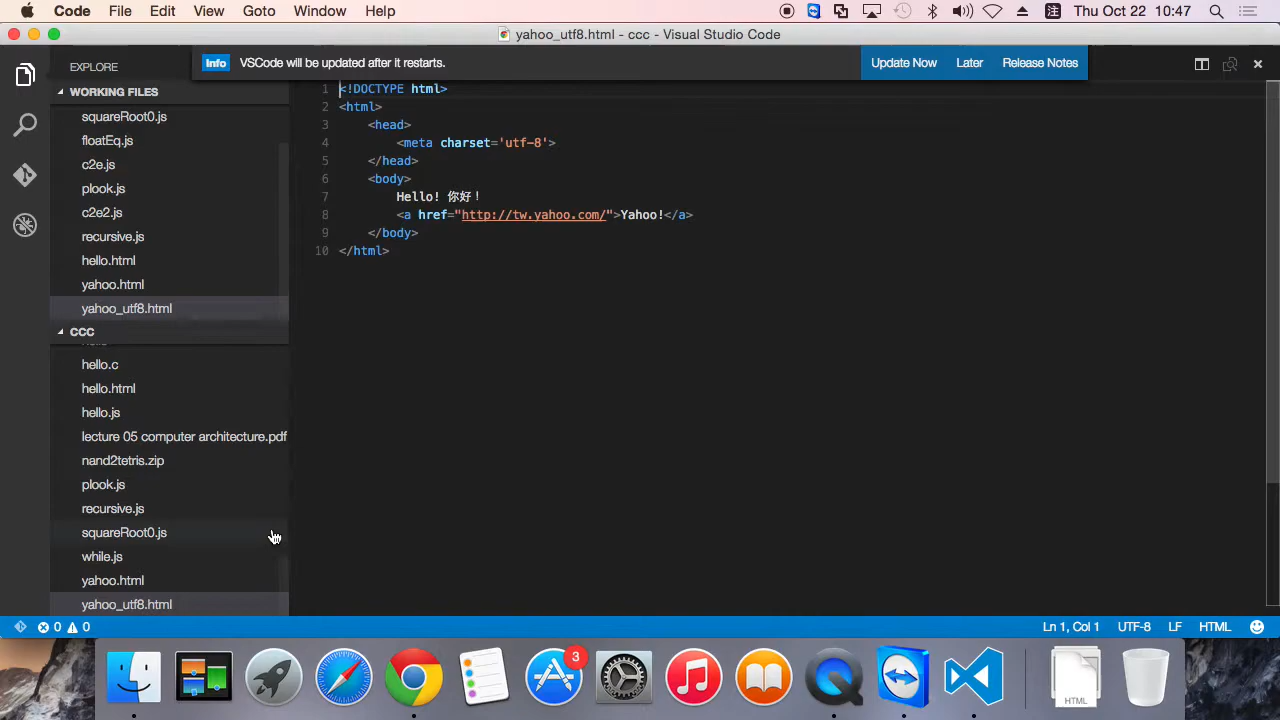 Code File Edit View Goto Window Help
注 Thu Oct 22 10:47
yahoo_utf8.html - ccc - Visual Studio Code
EXPLORE
Info VSCode will be updated after it restarts. Update Now Later Release Notes
WORKING FILES
squareRoot0.js
floatEq.js
c2e.js
plook.js
c2e2.js
recursive.js
hello.html
yahoo.html
yahoo_utf8.html
CCC
hello.c
hello.html
hello.js
lecture 05 computer architecture.pdf
nand2tetris.zip
plook.js
recursive.js
squareRoot0.js
while.js
yahoo.html
yahoo_utf8.html
1 <!DOCTYPE html>
2 <html>
3 <head>
4 <meta charset='utf-8'>
5 </head>
6 <body>
7 Hello! 你好!
8 <a href="http://tw.yahoo.com/">Yahoo!</a>
9 </body>
10 </html>
0 0 Ln 1, Col 1 UTF-8 LF HTML
3
HTML